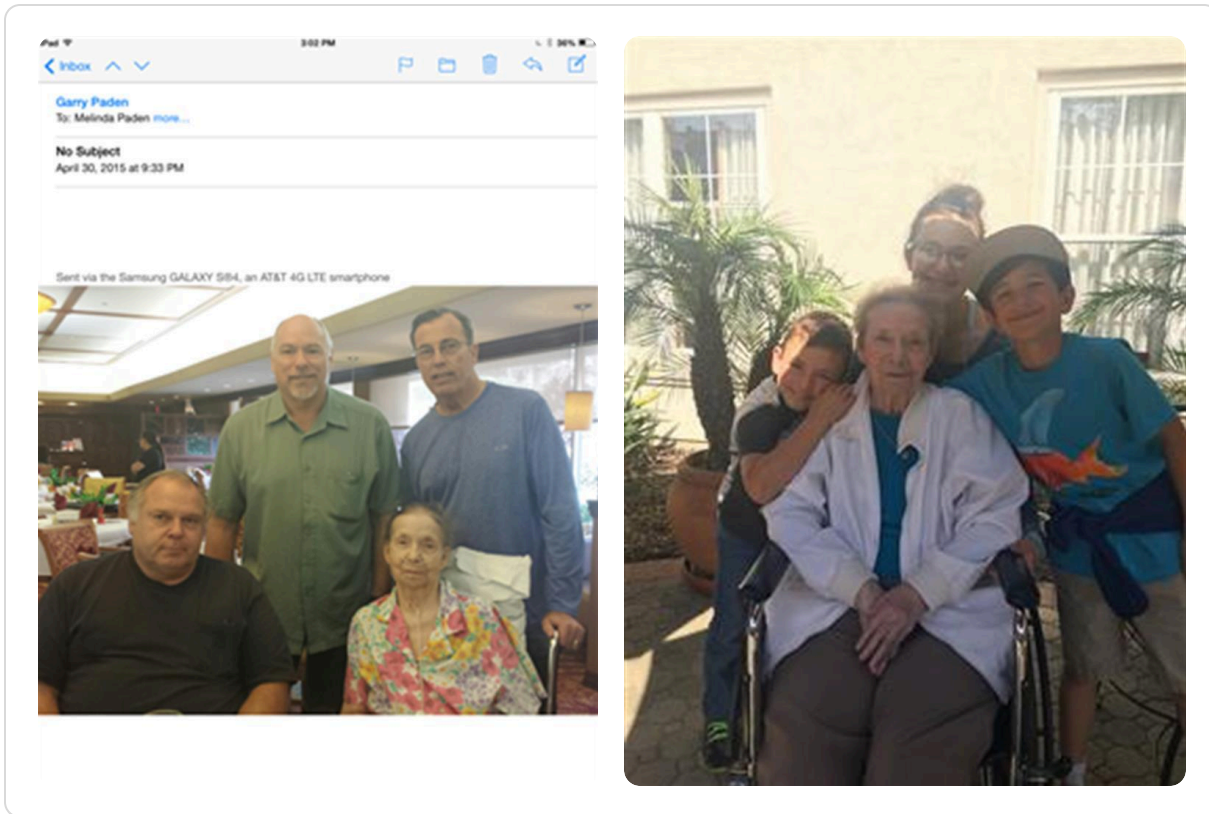 iPad
3:02 PM
36%
Inbox
Garry Paden
To: Melinda Paden more...
No Subject
April 30, 2015 at 9:33 PM
Sent via the Samsung GALAXY S®4, an AT&T 4G LTE smartphone